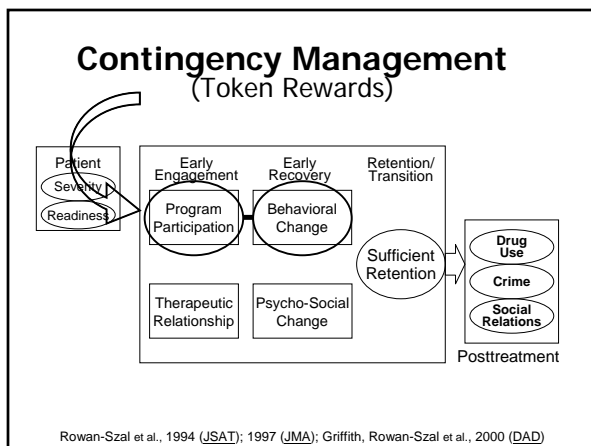 Contingency Management
(Token Rewards)
Patient
Severity
Readiness
Early
Engagement
Program
Participation
Therapeutic
Relationship
Early
Recovery
Behavioral
Change
Psycho-Social
Change
Retention/
Transition
Sufficient
Retention
Drug
Use
Crime
Social
Relations
Posttreatment
Rowan-Szal et al., 1994 (JSAT); 1997 (JMA); Griffith, Rowan-Szal et al., 2000 (DAD)